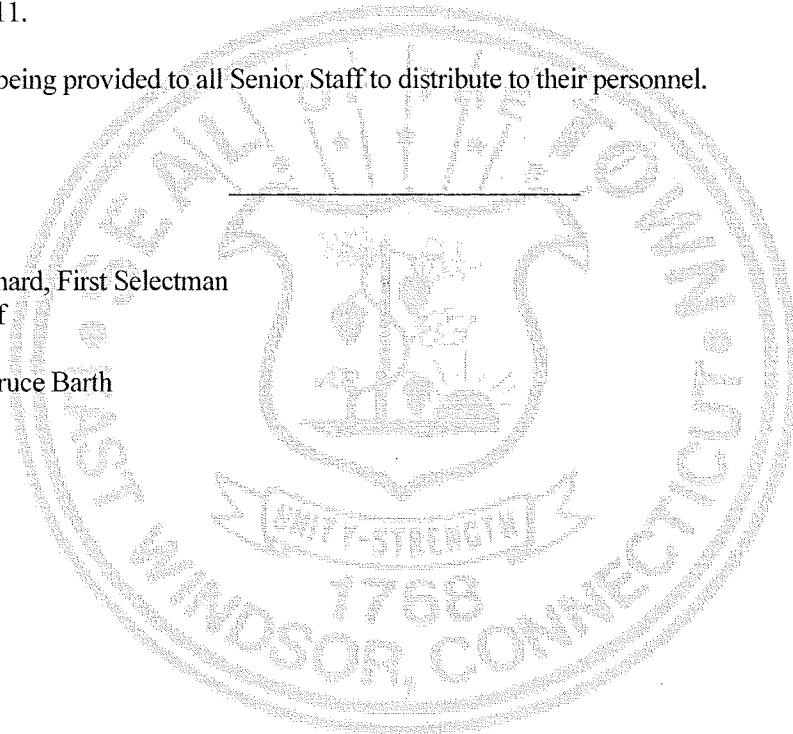 11.
being provided to all Senior Staff to distribute to their personnel.
nard, First Selectman
f
ruce Barth
SEAL OF THE TOWN
EAST WINDSOR, CONNECTICUT
UNITY-STRENGTH
1768